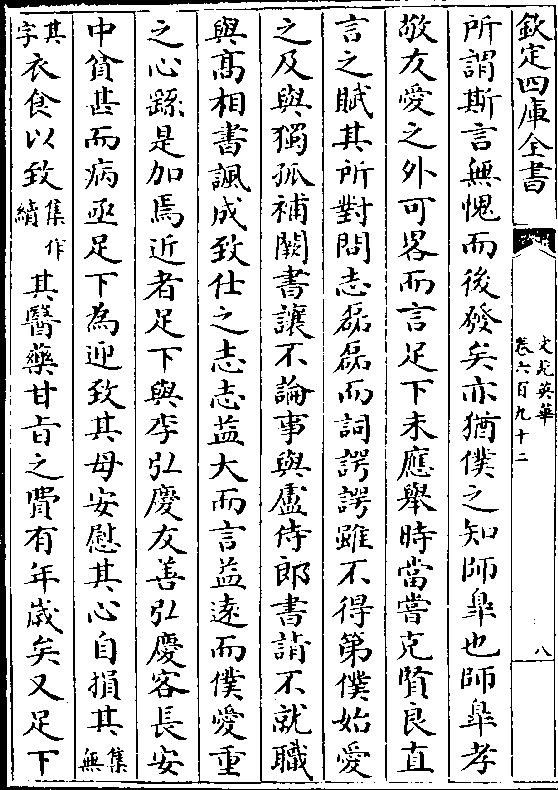 欽定四庫全書
文苑英華
卷六百九十二
八
所謂斯言無愧而後發矣亦猶僕之知師臯也師臯孝
敬友愛之外可畧而言足下未應舉時當嘗充賢良直
言之賦其所對問志磊磊而詞諤諤雖不得第僕始愛
之及與獨孤補闕書讓不論事與盧侍郎書請不就職
與髙相書諷成致仕之志志益大而言益逺而僕愛重
之心繇是加焉近者足下與李弘慶友善弘慶客長安
中貧甚而病亟足下為迎致其母安慰其心自損其集無
其字衣食以致集作績其醫藥甘旨之費有年嵗矣又足下